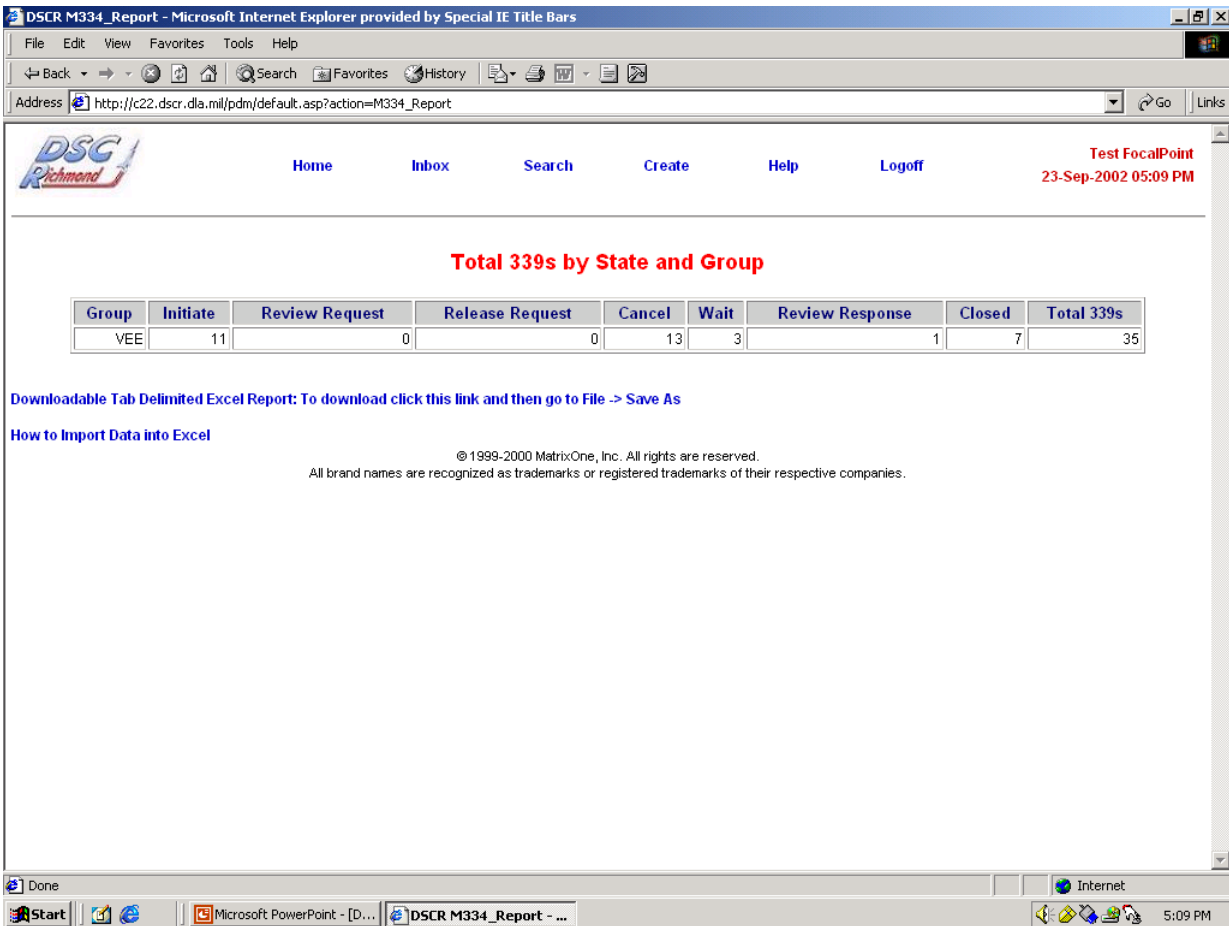 DSCR M334_Report - Microsoft Internet Explorer provided by Special IE Title Bars
File Edit View Favorites Tools Help
Back Search Favorites History
Address http://c22.dscr.dla.mil/pdm/default.asp?action=M334_Report Go Links
DSC Richmond
Home Inbox Search Create Help Logoff
Test FocalPoint
23-Sep-2002 05:09 PM
Total 339s by State and Group
Group Initiate Review Request Release Request Cancel Wait Review Response Closed Total 339s
VEE 11 0 0 13 3 1 7 35
Downloadable Tab Delimited Excel Report: To download click this link and then go to File -> Save As
How to Import Data into Excel
© 1999-2000 MatrixOne, Inc. All rights are reserved.
All brand names are recognized as trademarks or registered trademarks of their respective companies.
Done Internet
Start Microsoft PowerPoint - [D... DSCR M334_Report - ... 5:09 PM